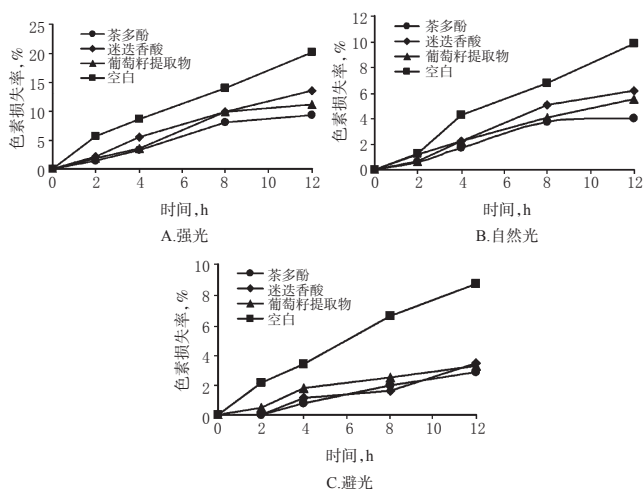 色素损失率, %
25
20
15
10
5
0
茶多酚
迷迭香酸
葡萄籽提取物
空白
0 2 4 6 8 10 12
时间,h
A.强光
色素损失率, %
12
10
8
6
4
2
0
茶多酚
迷迭香酸
葡萄籽提取物
空白
0 2 4 6 8 10 12
时间,h
B.自然光
色素损失率, %
10
8
6
4
2
0
茶多酚
迷迭香酸
葡萄籽提取物
空白
0 2 4 6 8 10 12
时间,h
C.避光